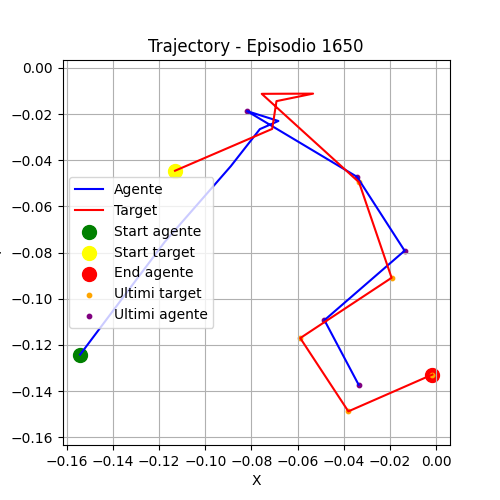 Trajectory - Episodio 1650
0.00
−0.02
−0.04
−0.06
−0.08
−0.10
−0.12
−0.14
−0.16
Agente
Target
Start agente
Start target
End agente
Ultimi target
Ultimi agente
−0.16 −0.14 −0.12 −0.10 −0.08 −0.06 −0.04 −0.02 0.00
X